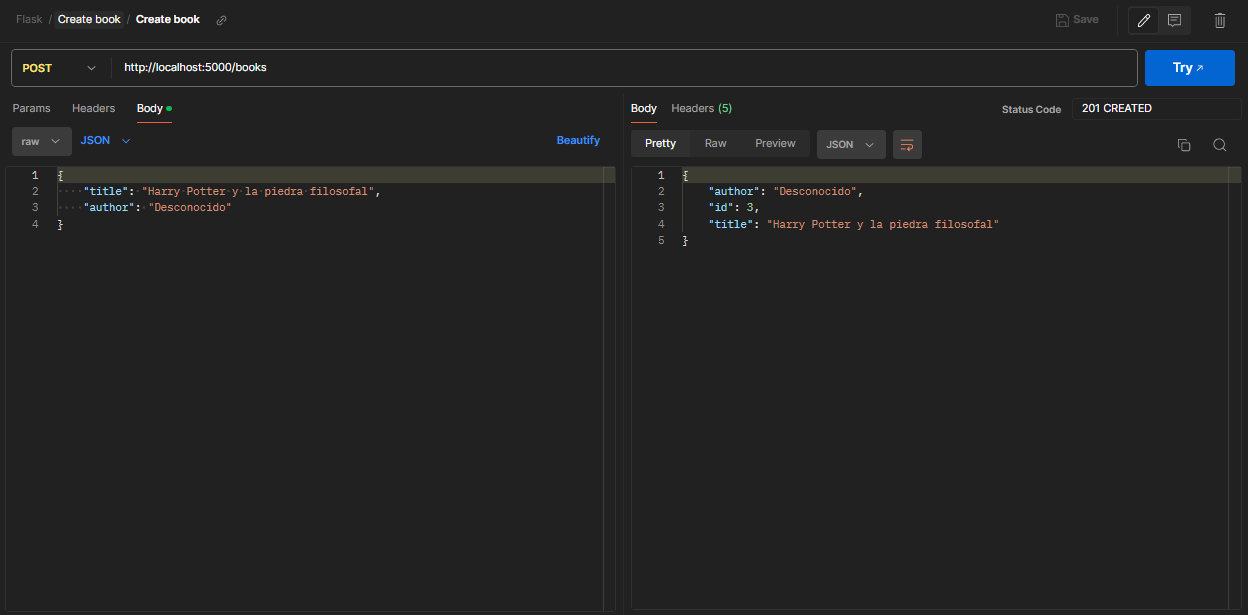 Flask / Create book / Create book
Save
POST
http://localhost:5000/books
Try
Params Headers Body
raw JSON Beautify
1 {
2 "title": "Harry Potter y la piedra filosofal",
3 "author": "Desconocido"
4 }
Body Headers (5) Status Code 201 CREATED
Pretty Raw Preview JSON
1 {
2 "author": "Desconocido",
3 "id": 3,
4 "title": "Harry Potter y la piedra filosofal"
5 }